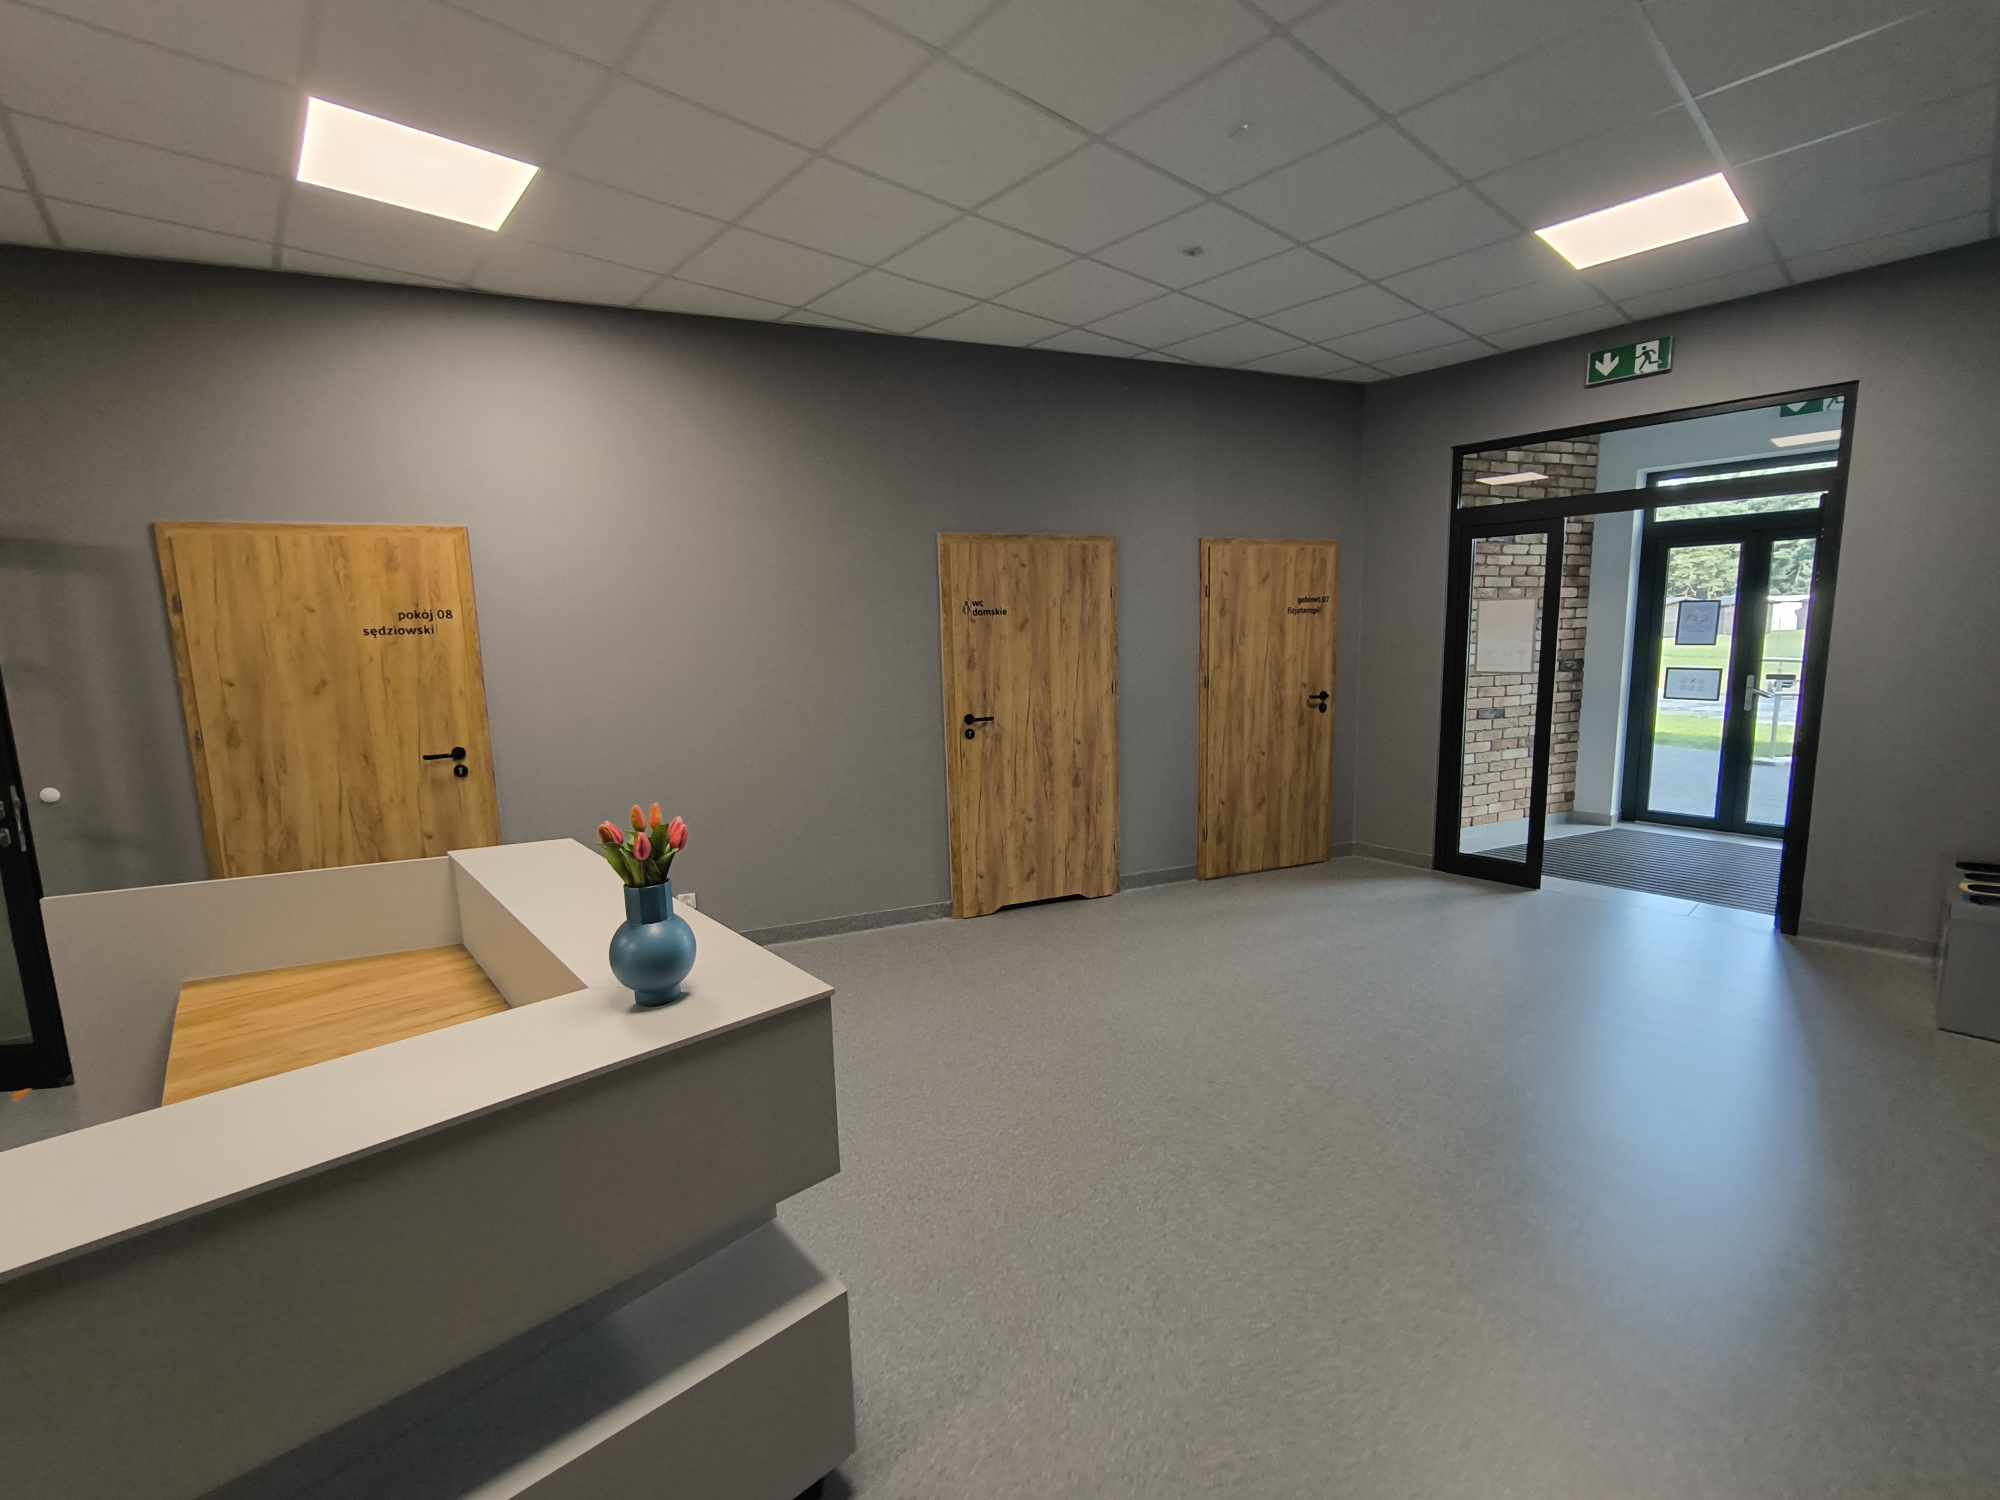 pokój 08
sędziowski
wc
damskie
gabinet 07
fizjoterapii